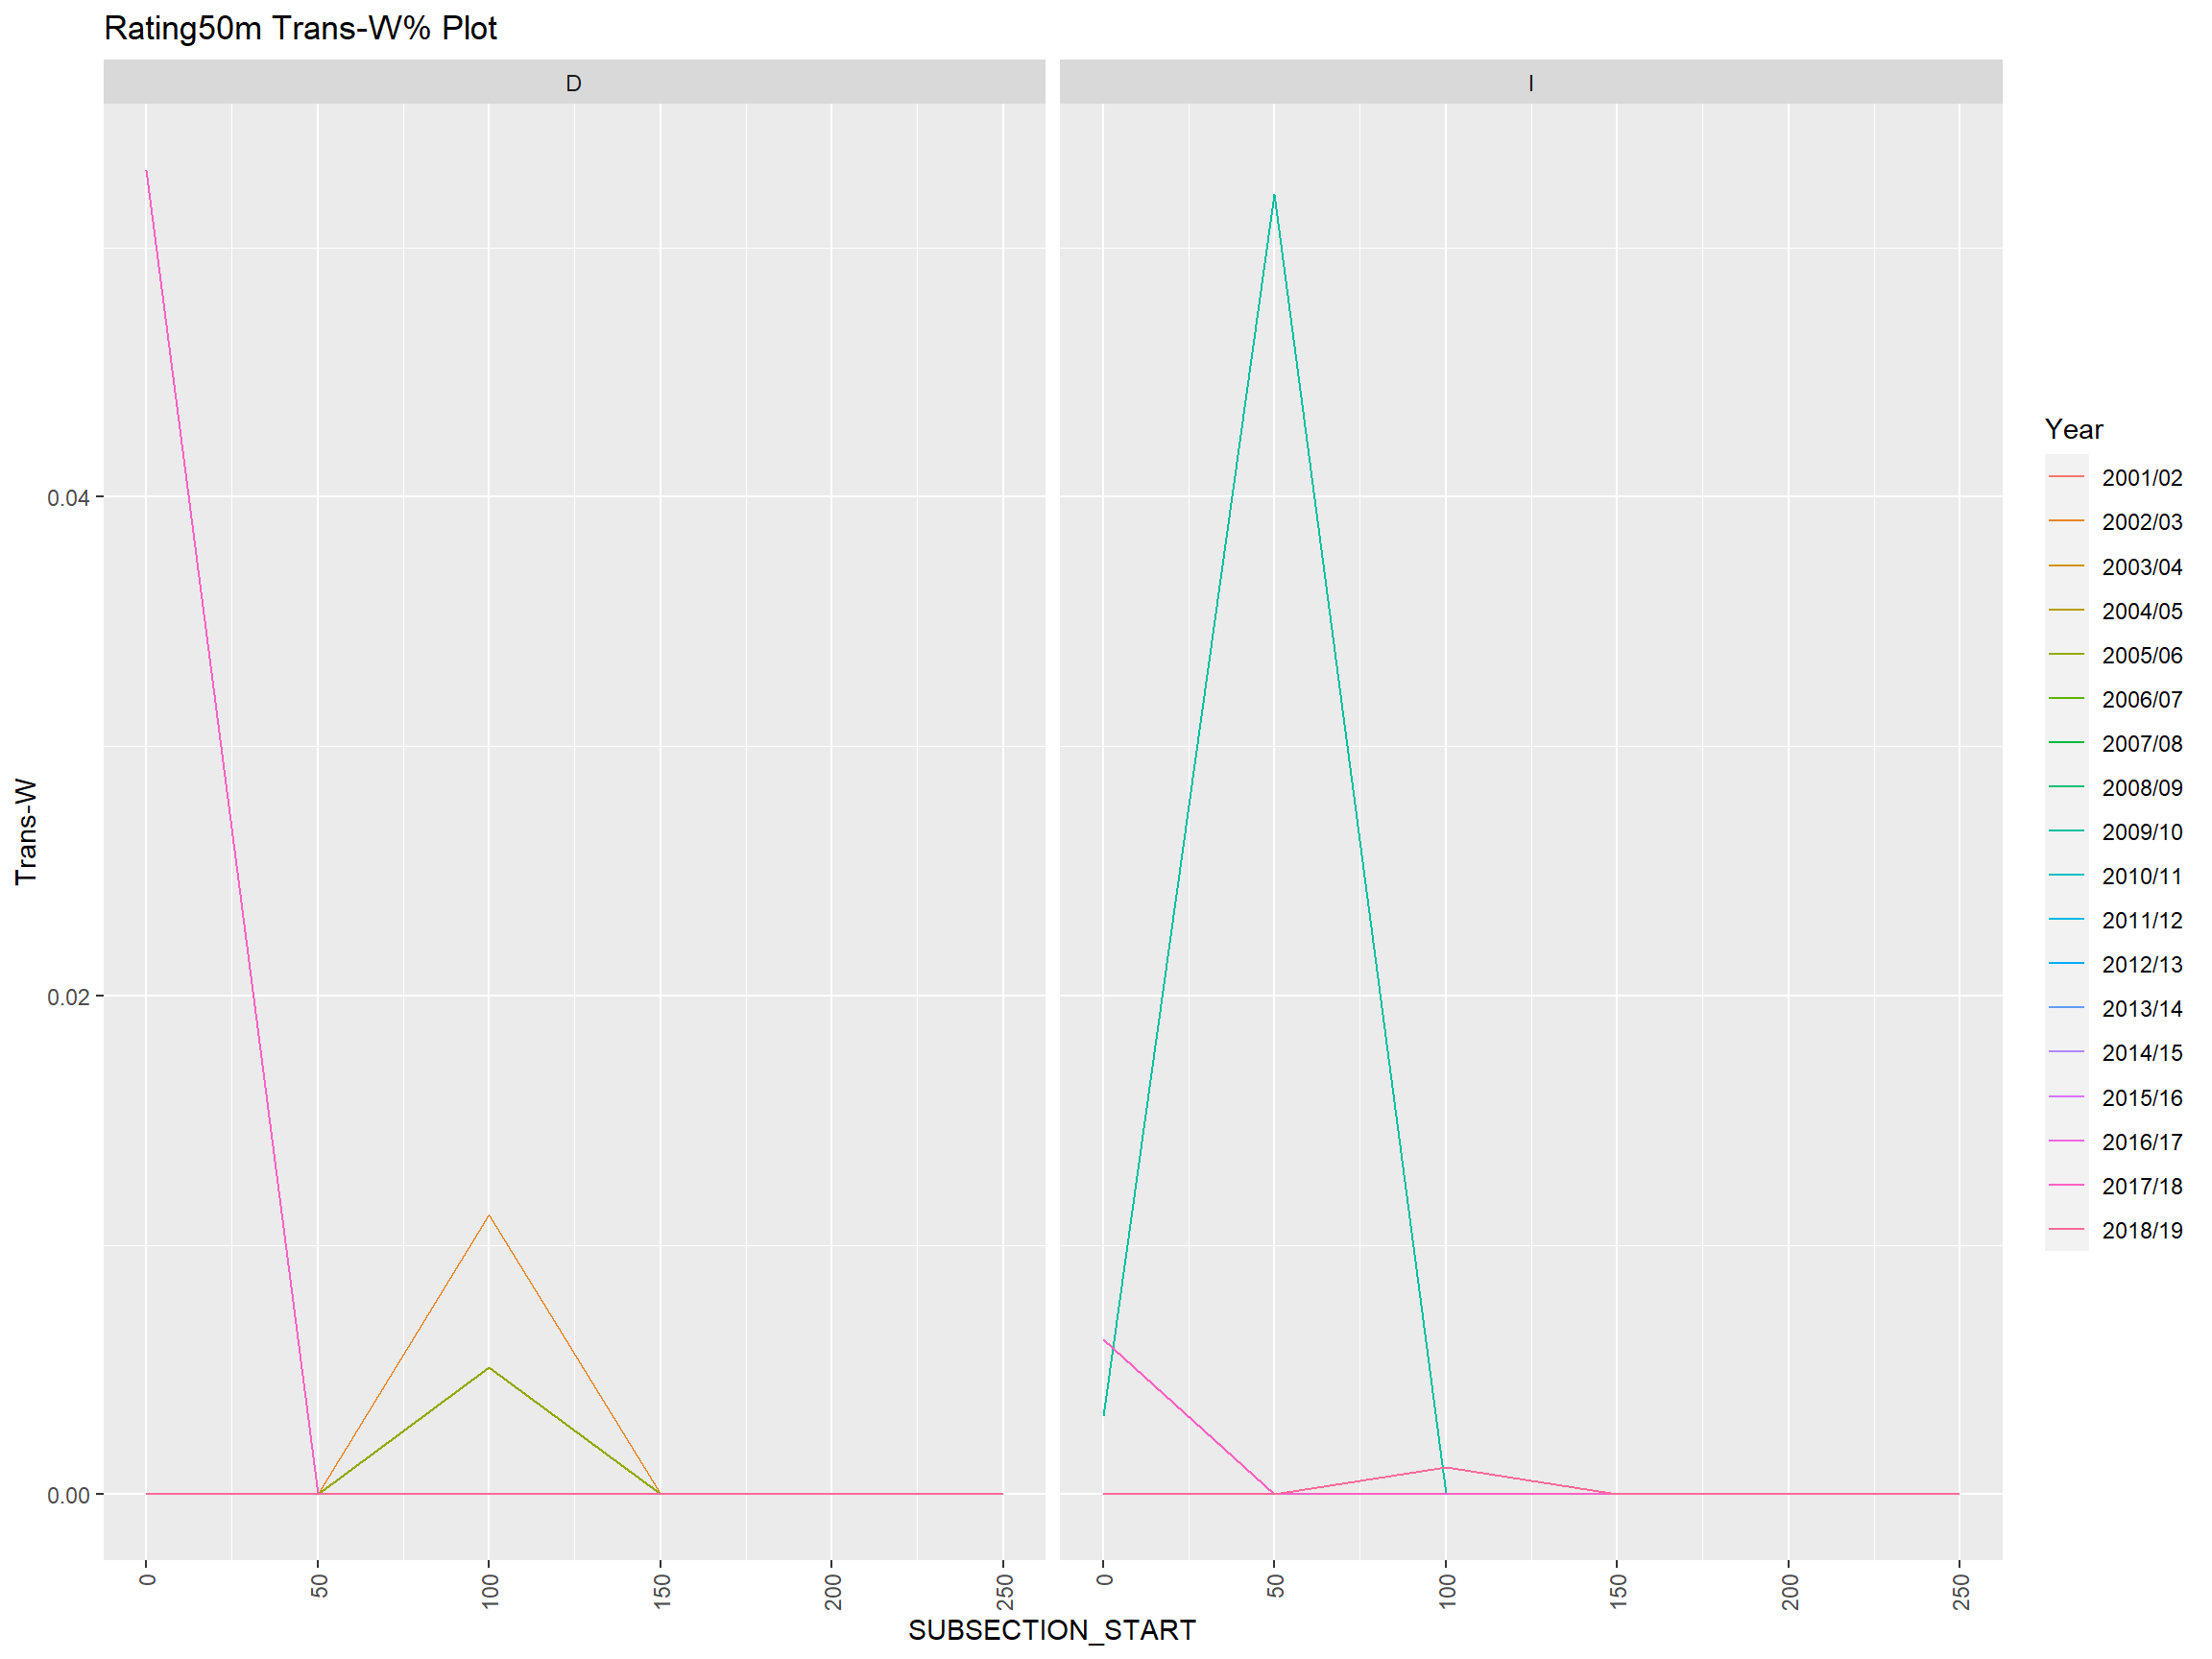 Rating50m Trans-W% Plot
D
I
0.04
0.02
0.00
Trans-W
0 50 100 150 200 250
0 50 100 150 200 250
SUBSECTION_START
Year
2001/02
2002/03
2003/04
2004/05
2005/06
2006/07
2007/08
2008/09
2009/10
2010/11
2011/12
2012/13
2013/14
2014/15
2015/16
2016/17
2017/18
2018/19